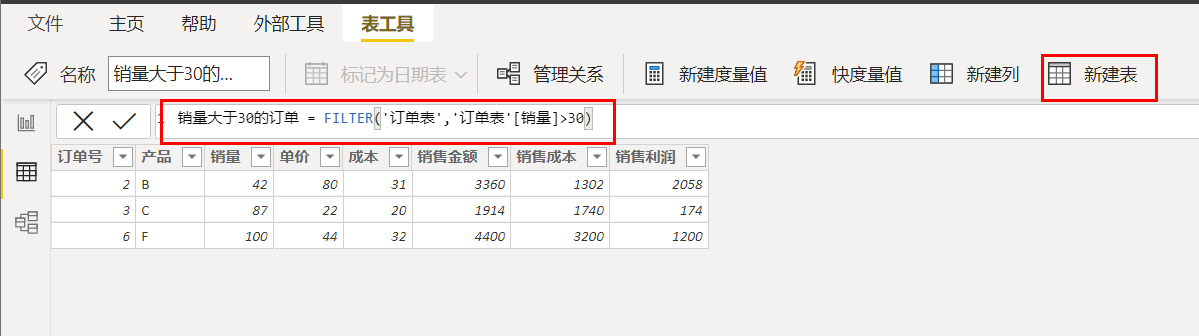 文件 主页 帮助 外部工具 表工具
名称 销量大于30的... 标记为日期表 管理关系 新建度量值 快度量值 新建列 新建表
1 销量大于30的订单 = FILTER('订单表','订单表'[销量]>30)
订单号 产品 销量 单价 成本 销售金额 销售成本 销售利润
2 B 42 80 31 3360 1302 2058
3 C 87 22 20 1914 1740 174
6 F 100 44 32 4400 3200 1200